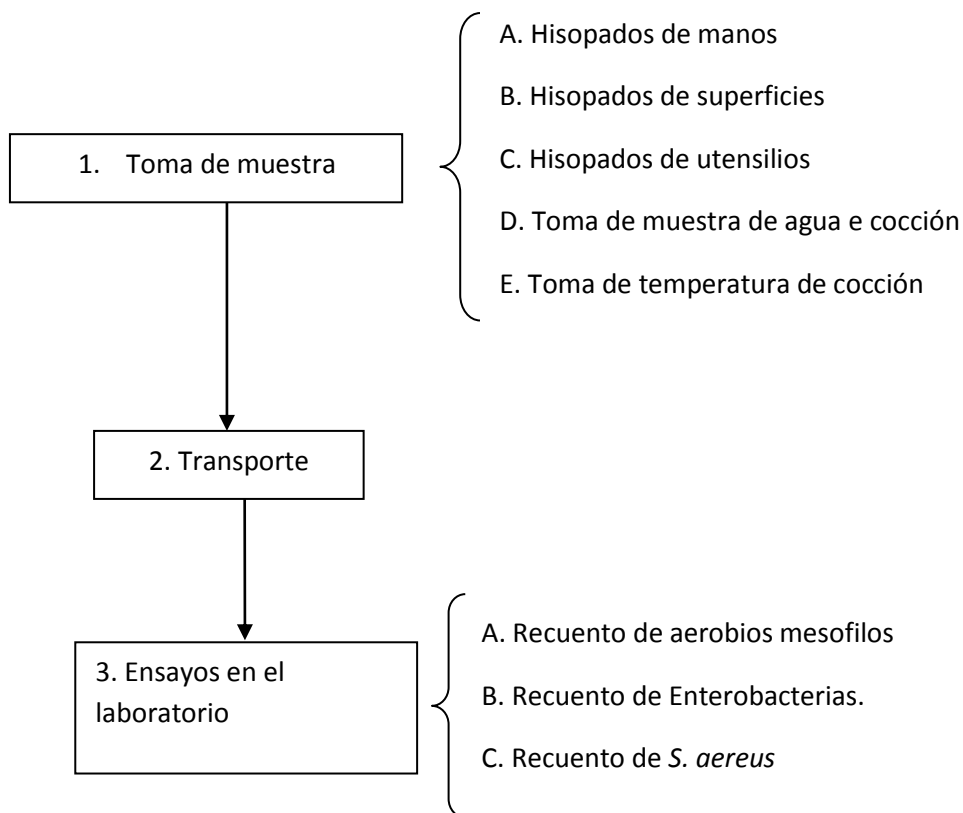 A. Hisopados de manos
B. Hisopados de superficies
1. Toma de muestra
C. Hisopados de utensilios
D. Toma de muestra de agua e cocción
E. Toma de temperatura de cocción
2. Transporte
3. Ensayos en el
laboratorio
A. Recuento de aerobios mesofilos
B. Recuento de Enterobacterias.
C. Recuento de S. aereus